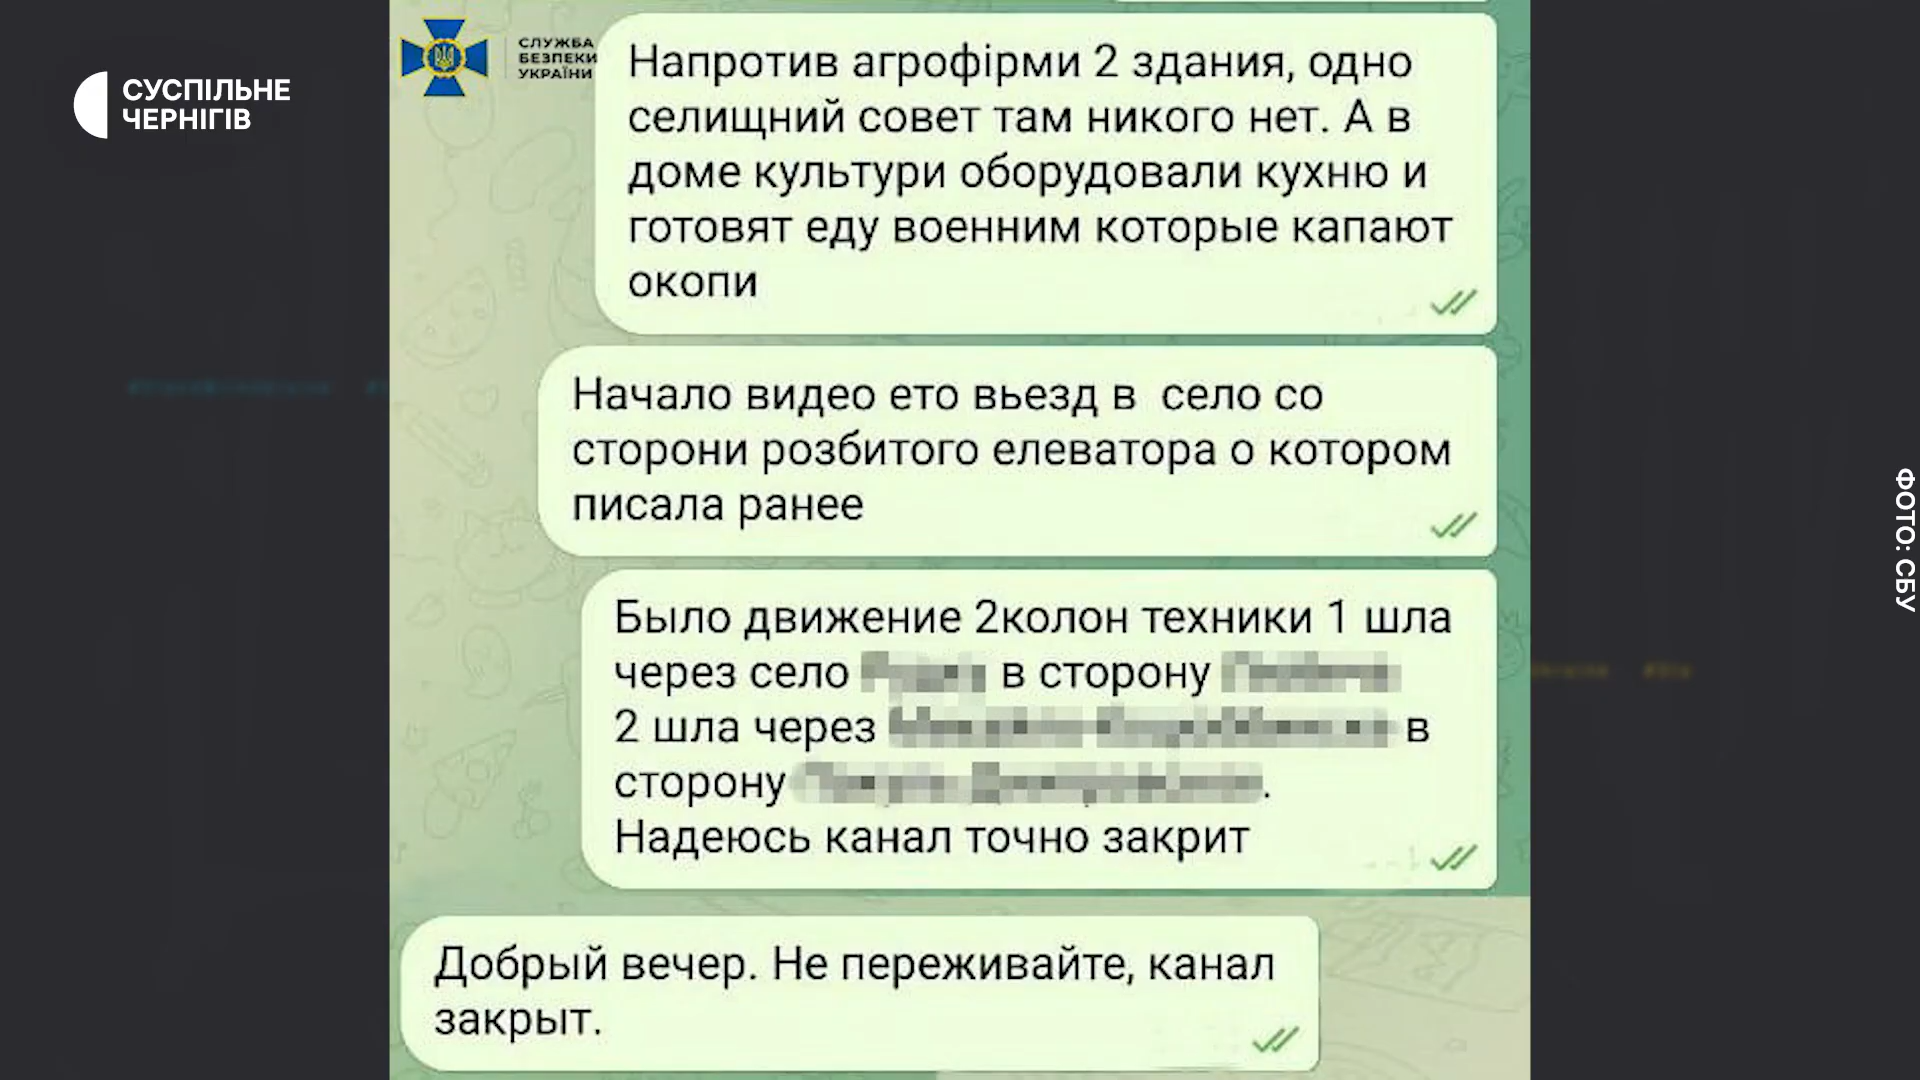 СУСПІЛЬНЕ
ЧЕРНІГІВ
СЛУЖБА
БЕЗПЕКИ
УКРАЇНИ
Напротив агрофірми 2 здания, одно
селищний совет там никого нет. А в
доме культури оборудовали кухню и
готовят еду военним которые капают
окопи
Начало видео ето вьезд в село со
сторони розбитого елеватора о котором
писала ранее
Было движение 2колон техники 1 шла
через село в сторону
2 шла через в
сторону .
Надеюсь канал точно закрит
Добрый вечер. Не переживайте, канал
закрыт.
ФОТО: СБУ